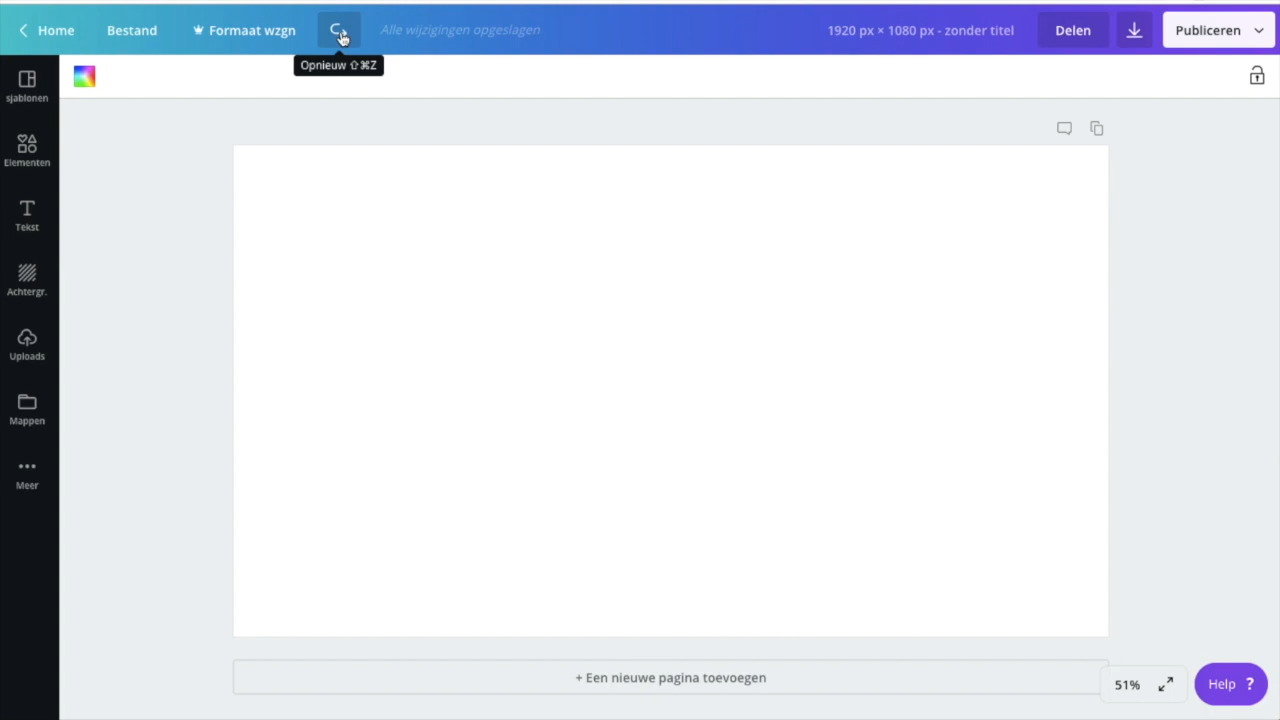 Home
Bestand
Formaat wzgn
Alle wijzigingen opgeslagen
1920 px × 1080 px - zonder titel
Delen
Publiceren
Opnieuw ⇧⌘Z
sjablonen
Elementen
Tekst
Achtergr.
Uploads
Mappen
Meer
+ Een nieuwe pagina toevoegen
51%
Help ?